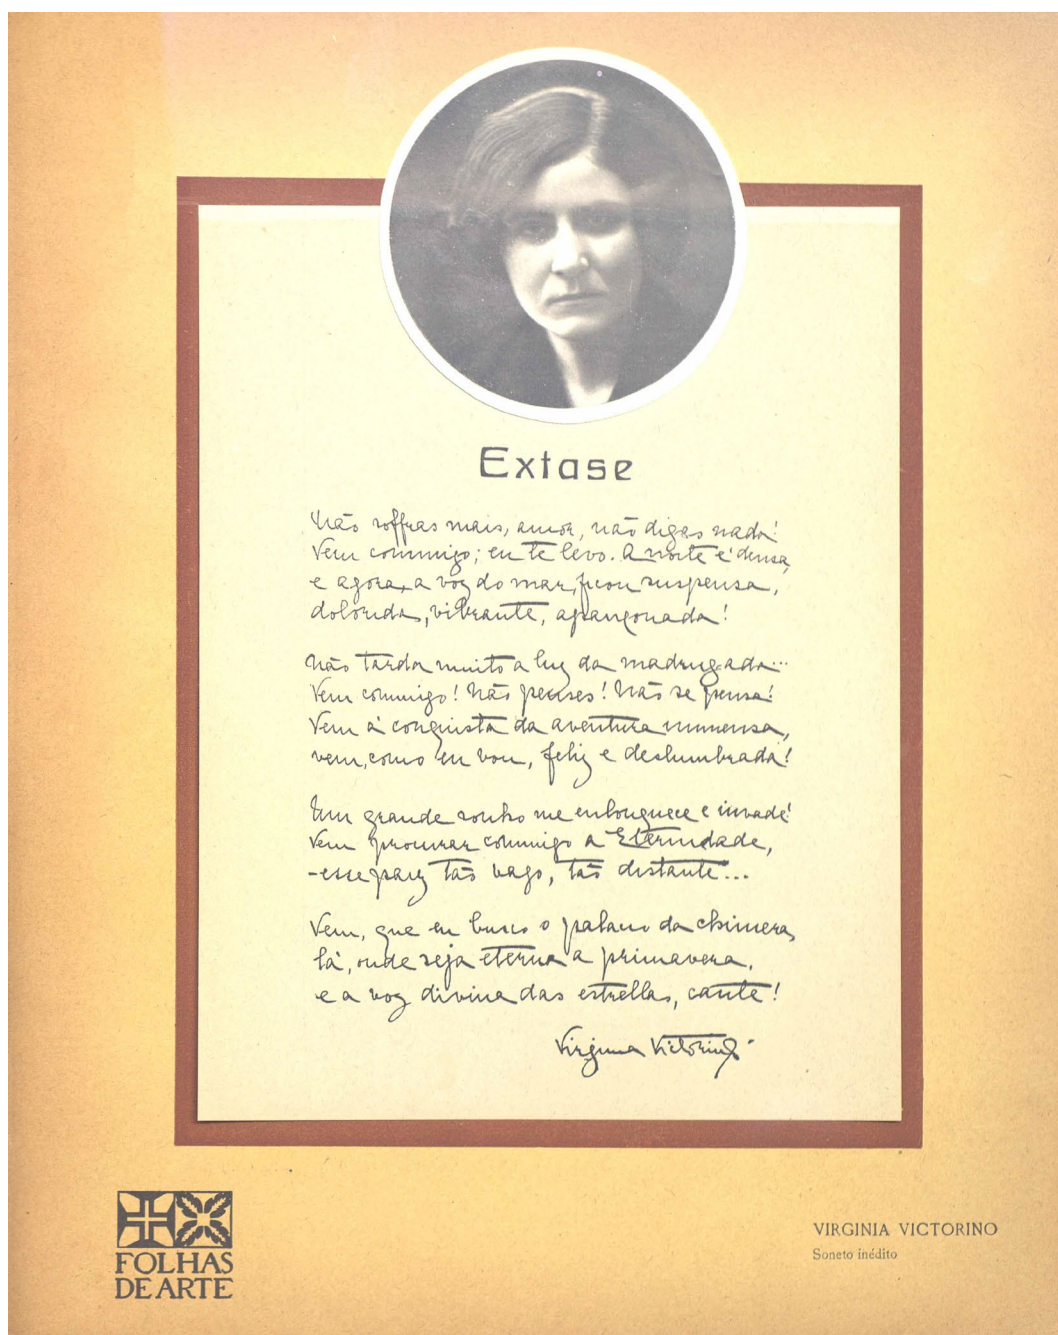 Extase
Não soffras mais, amor, não digas nada!
Vem commigo; eu te levo. A noite é densa,
e agora, a voz do mar, ficou suspensa,
dolorida, vibrante, apaixonada!
Não tarda muito a luz da madrugada...
Vem commigo! Não penses! Não se pensa!
Vem á conquista da aventura immensa,
vem, como eu vou, feliz e deslumbrada!
Um grande sonho me enlouquece e invade!
Vem procurar commigo a Eternidade,
-esse paiz tão vago, tão distante...
Vem, que eu busco o palacio da chimera,
lá, onde seja eterna a primavera,
e a voz divina das estrellas, cante!
Virginia Victorino
FOLHAS
DE ARTE
VIRGINIA VICTORINO
Soneto inédito